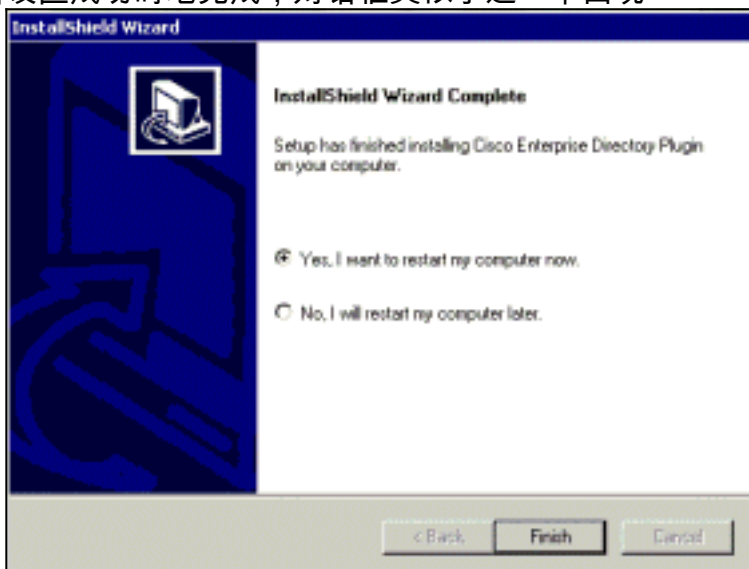 InstallShield Wizard
InstallShield Wizard Complete
Setup has finished installing Cisco Enterprise Directory Plugin
on your computer.
Yes, I want to restart my computer now.
No, I will restart my computer later.
< Back
Finish
Cancel